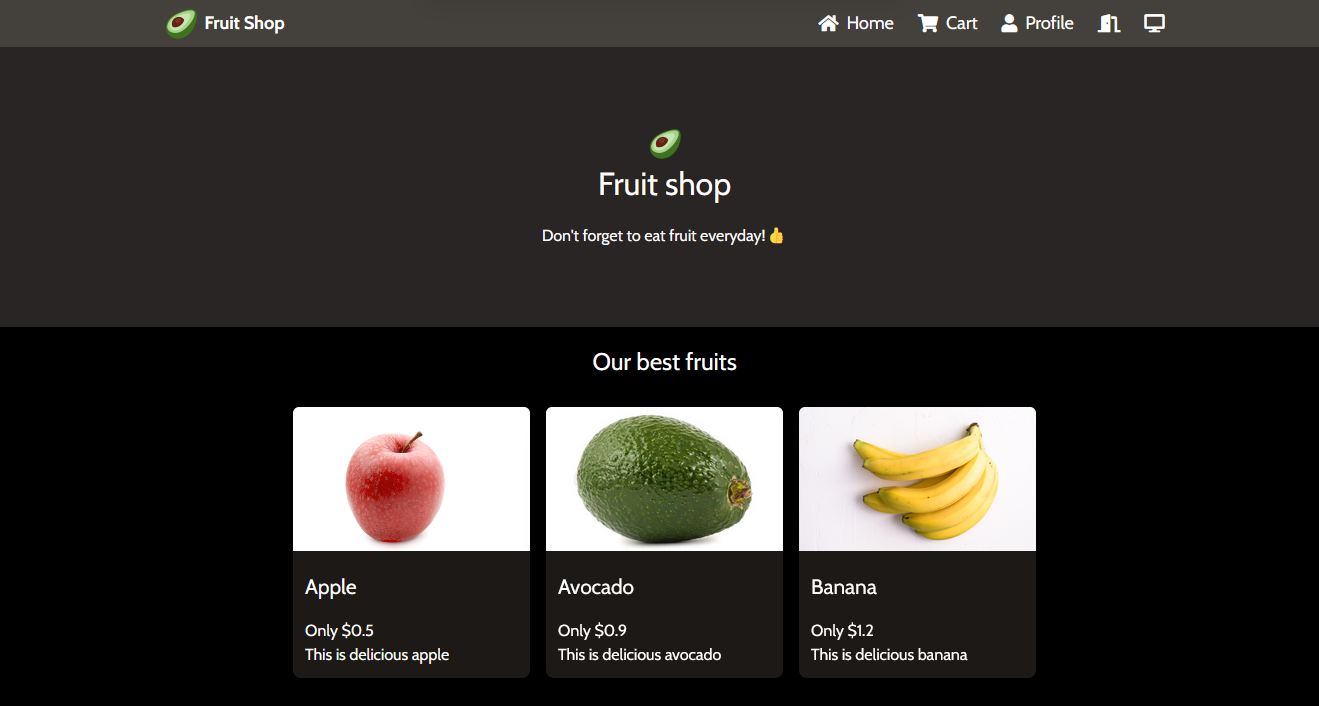 Fruit Shop
Home
Cart
Profile
Fruit shop
Don't forget to eat fruit everyday! 👍
Our best fruits
Apple
Only $0.5
This is delicious apple
Avocado
Only $0.9
This is delicious avocado
Banana
Only $1.2
This is delicious banana